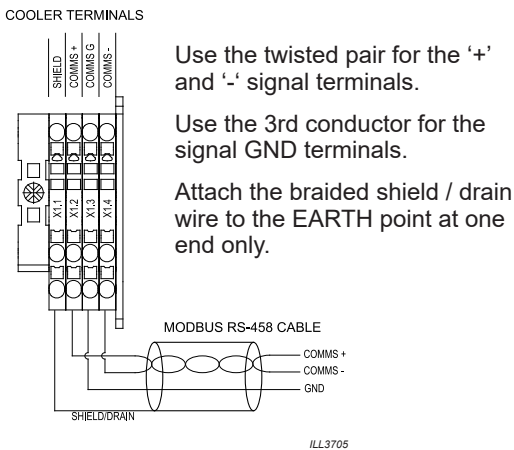 COOLER TERMINALS
SHIELD
COMMS +
COMMS G
COMMS -
Use the twisted pair for the ‘+’
and ‘-‘ signal terminals.
Use the 3rd conductor for the
signal GND terminals.
Attach the braided shield / drain
wire to the EARTH point at one
end only.
X1,1
X1,2
X1,3
X1,4
MODBUS RS-458 CABLE
COMMS +
COMMS -
GND
SHIELD/DRAIN
ILL3705